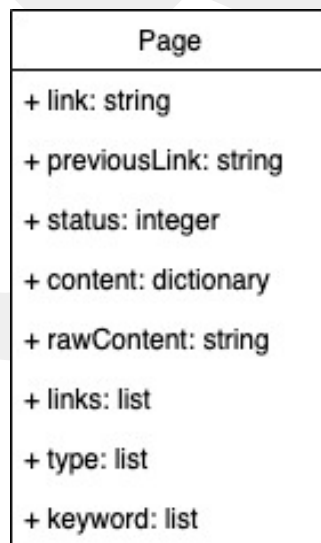 Page
+ link: string
+ previousLink: string
+ status: integer
+ content: dictionary
+ rawContent: string
+ links: list
+ type: list
+ keyword: list